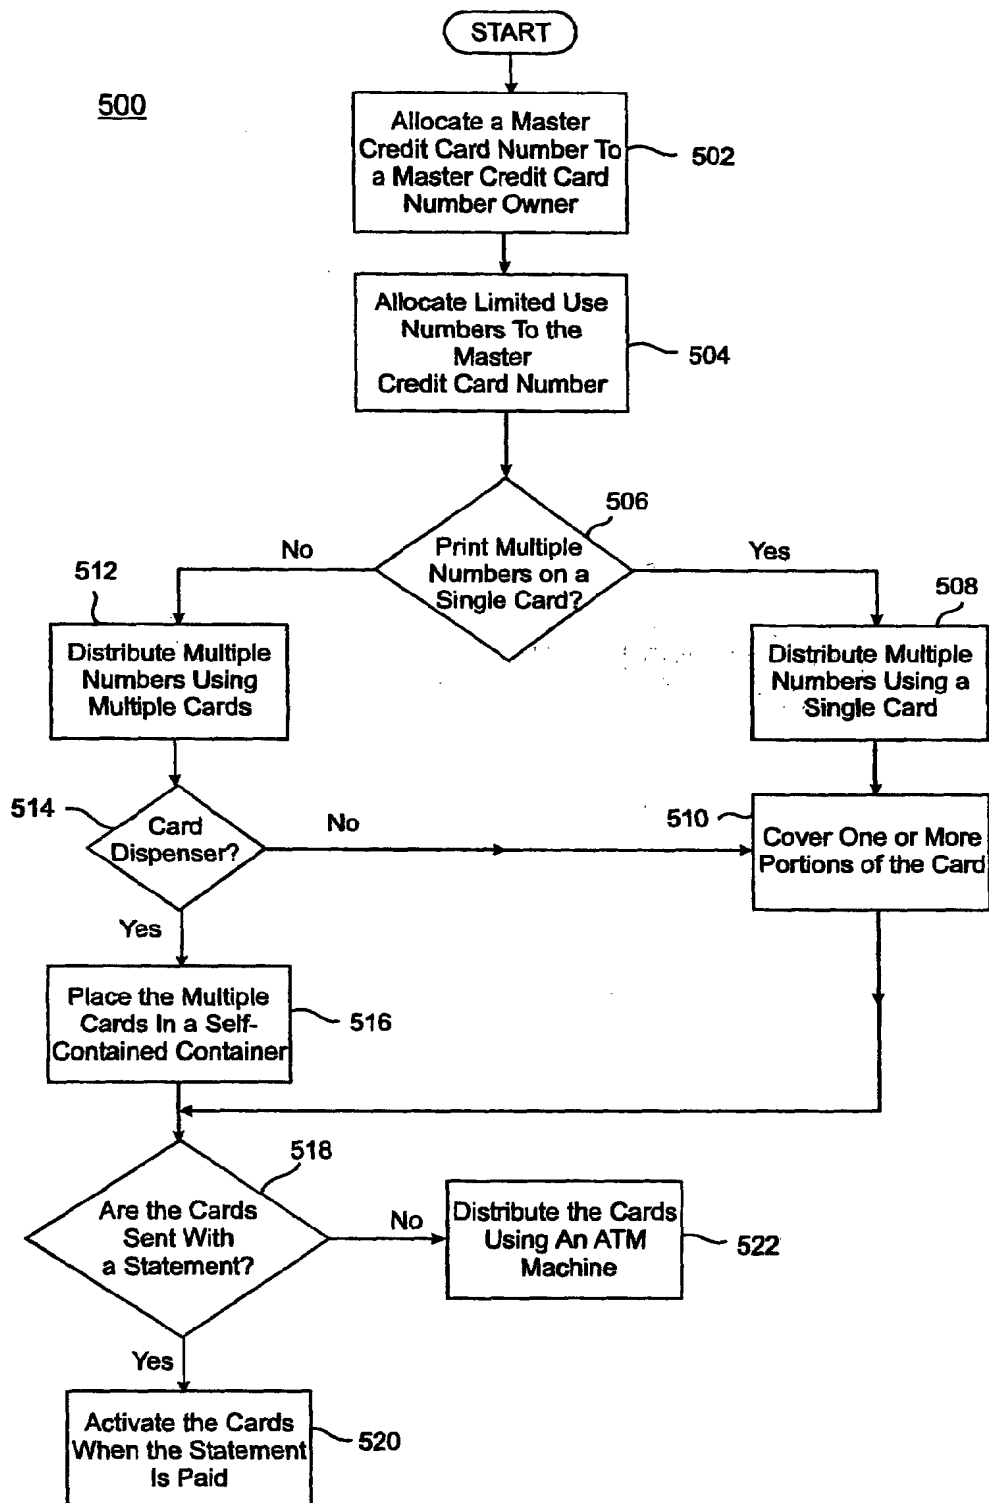 START
500
Allocate a Master
Credit Card Number To
a Master Credit Card
Number Owner
502
Allocate Limited Use
Numbers To the
Master
Credit Card Number
504
506
Print Multiple
Numbers on a
Single Card?
No
Yes
512
508
Distribute Multiple
Numbers Using
Multiple Cards
Distribute Multiple
Numbers Using a
Single Card
514
Card
Dispenser?
No
510
Cover One or More
Portions of the Card
Yes
Place the Multiple
Cards In a Self-
Contained Container
516
518
Are the Cards
Sent With
a Statement?
No
Distribute the Cards
Using An ATM
Machine
522
Yes
Activate the Cards
When the Statement
Is Paid
520